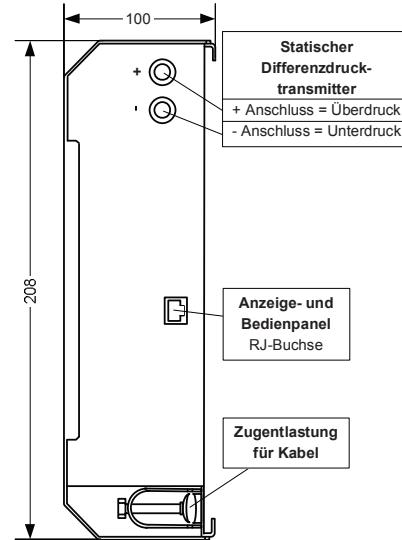 100
208
+
-
Statischer
Differenzdruck-
transmitter
+ Anschluss = Überdruck
- Anschluss = Unterdruck
Anzeige- und
Bedienpanel
RJ-Buchse
Zugentlastung
für Kabel